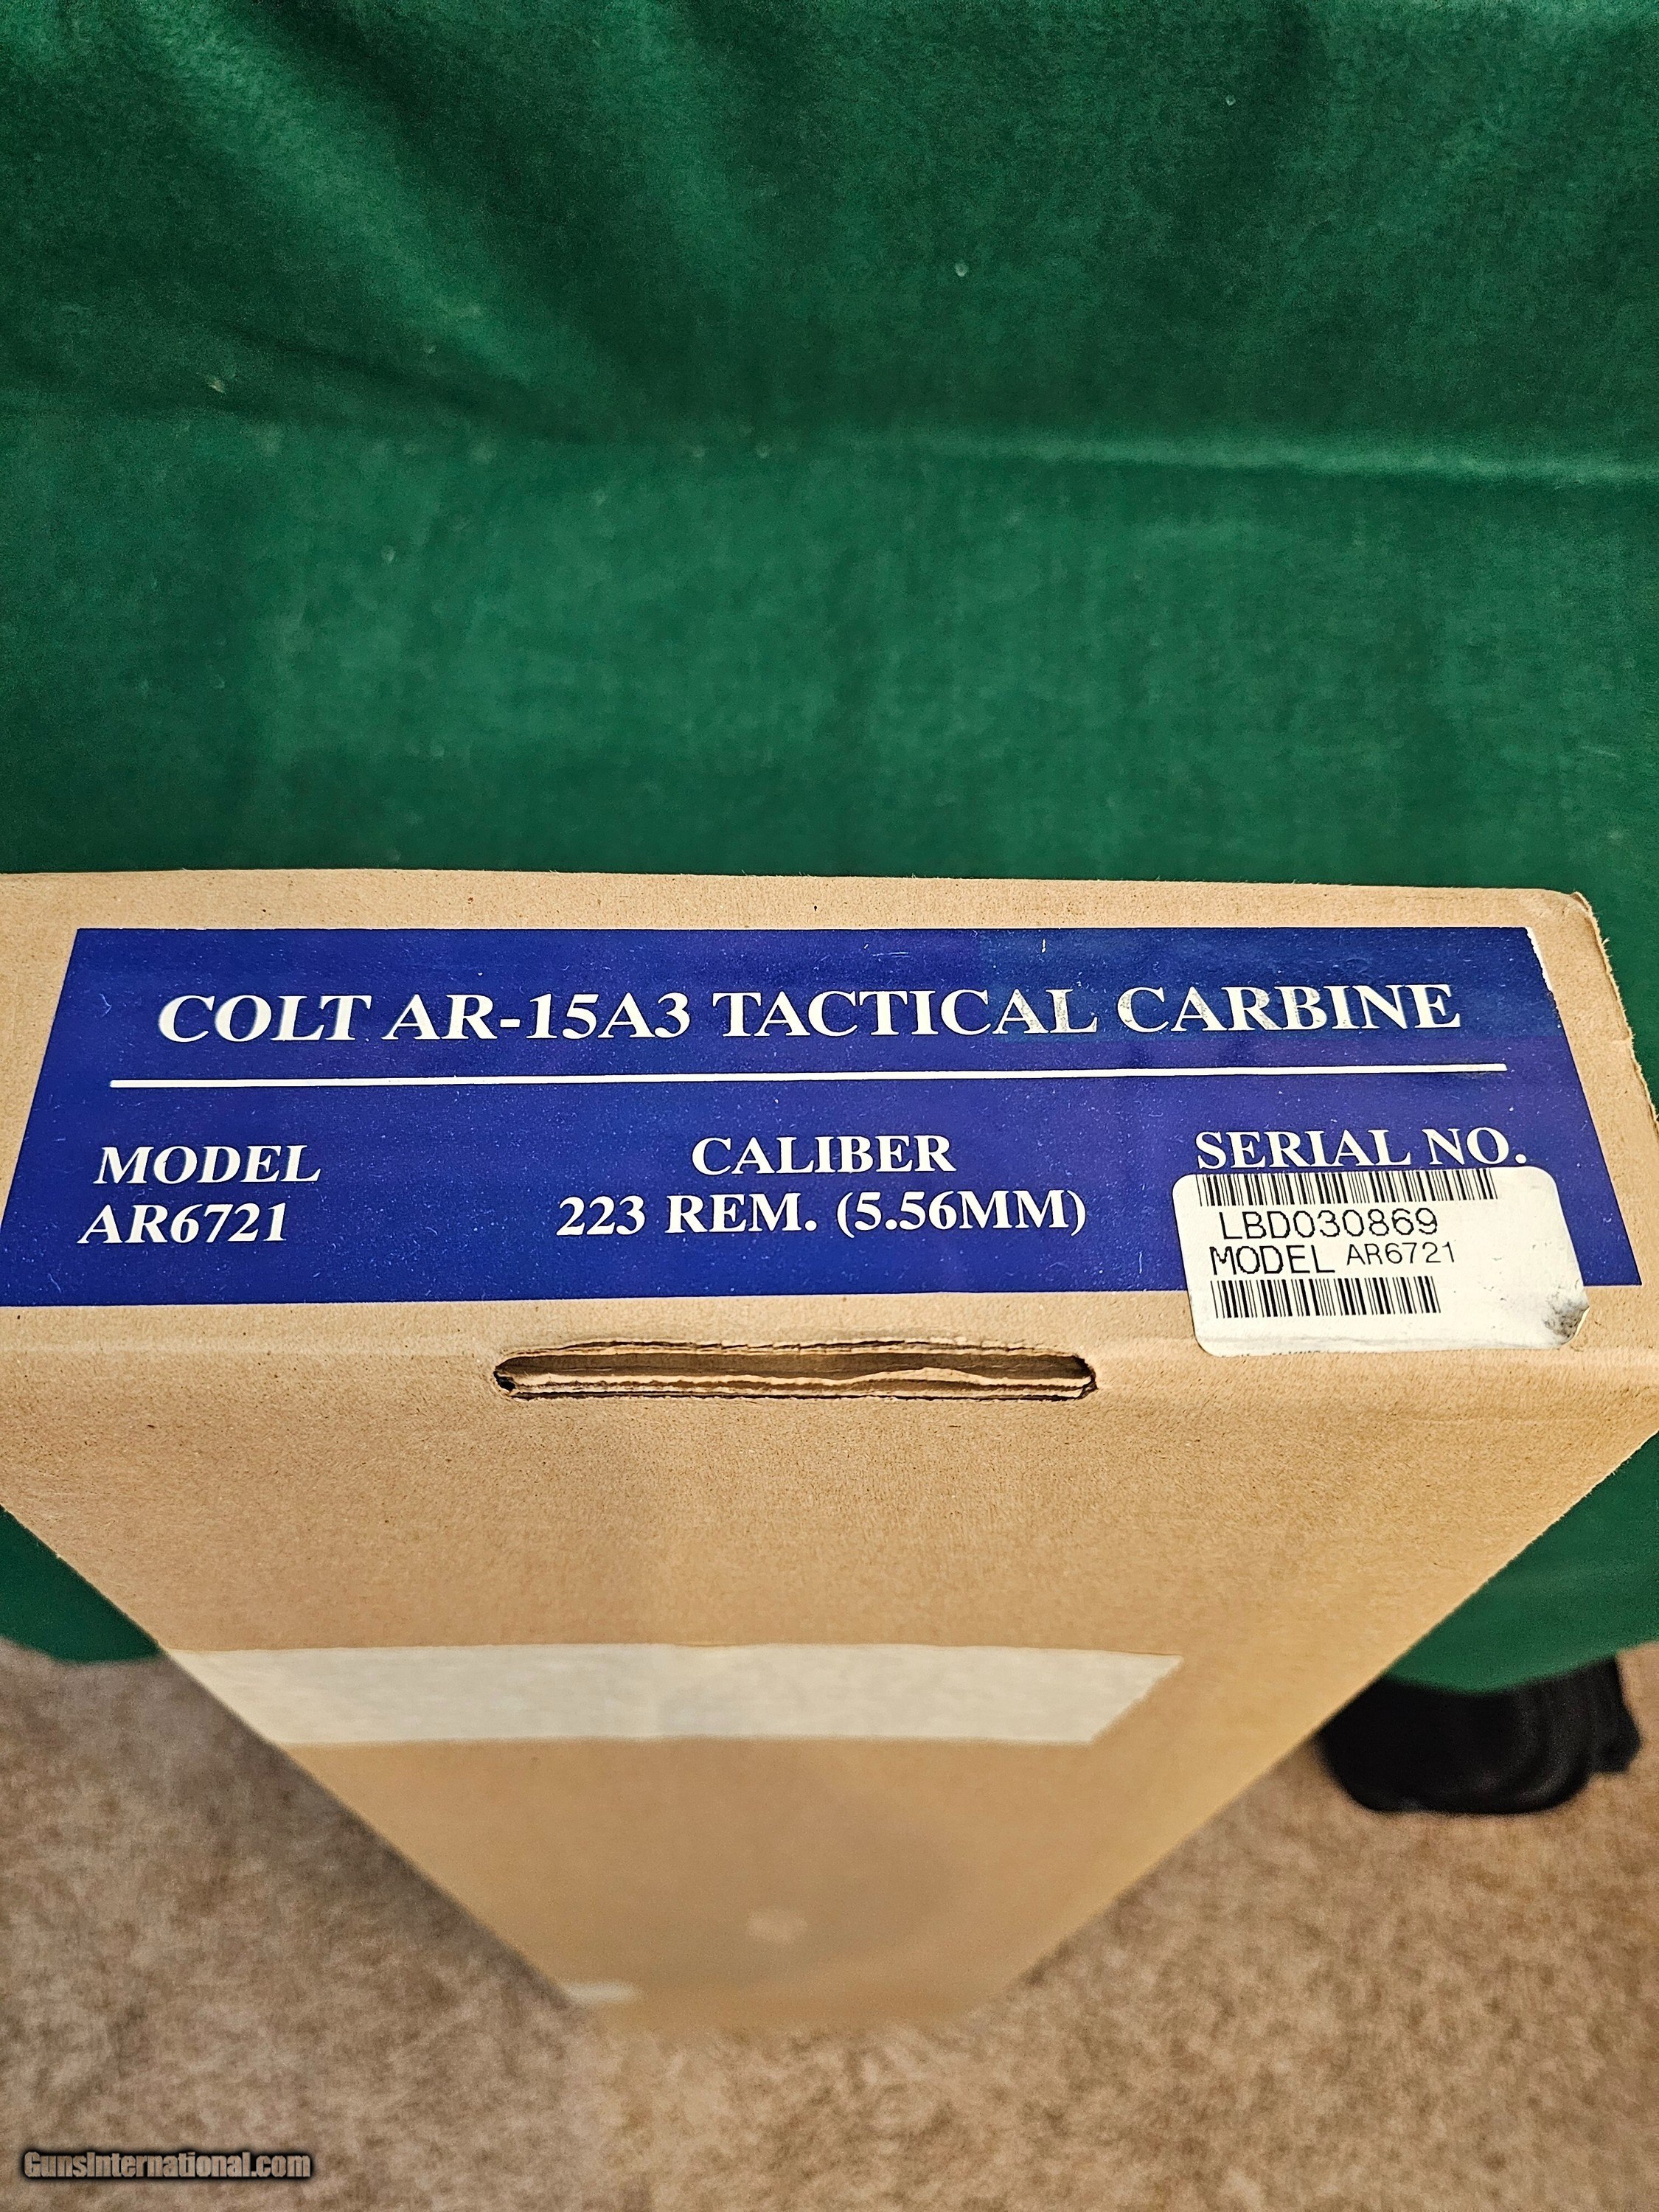 COLT AR-15A3 TACTICAL CARBINE
MODEL
AR6721
CALIBER
223 REM. (5.56MM)
SERIAL NO.
LBD030869
MODEL AR6721
GunsInternational.com